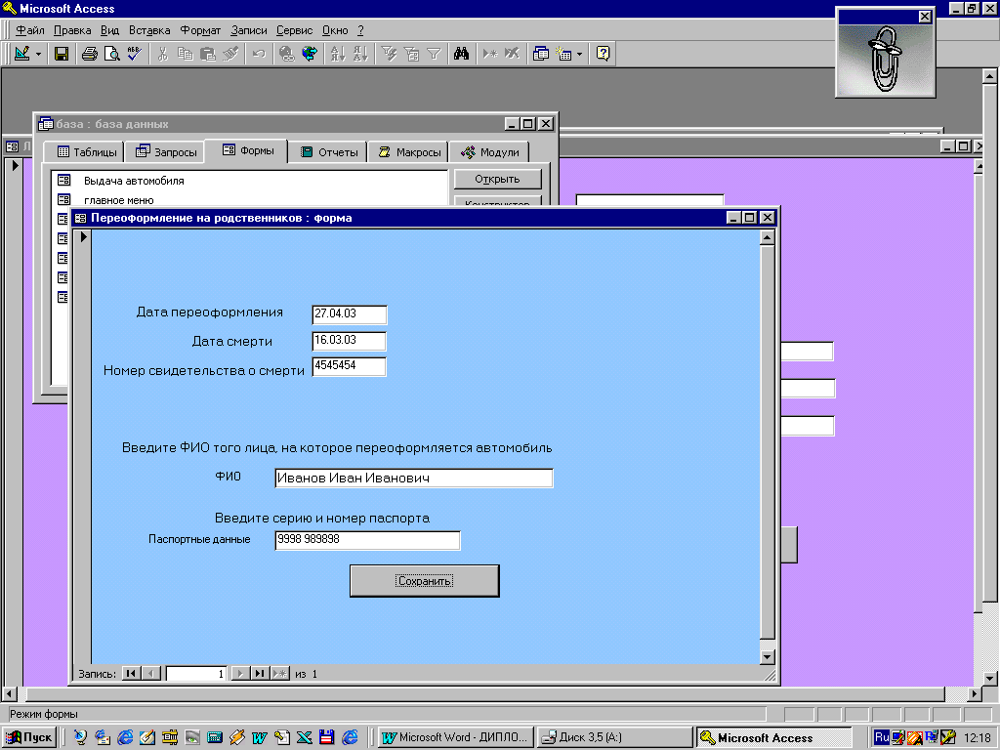 Microsoft Access
Файл Правка Вид Вставка Формат Записи Сервис Окно ?
база : база данных
Таблицы Запросы Формы Отчеты Макросы Модули
Выдача автомобиля
главное меню
Открыть
Конструктор
Переоформление на родственников : форма
Дата переоформления 27.04.03
Дата смерти 16.03.03
Номер свидетельства о смерти 4545454
Введите ФИО того лица, на которое переоформляется автомобиль
ФИО Иванов Иван Иванович
Введите серию и номер паспорта
Паспортные данные 9998 989898
Сохранить
Запись: 1 из 1
Режим формы
Пуск Microsoft Word - ДИПЛО... Диск 3,5 (A:) Microsoft Access Ru 12:18